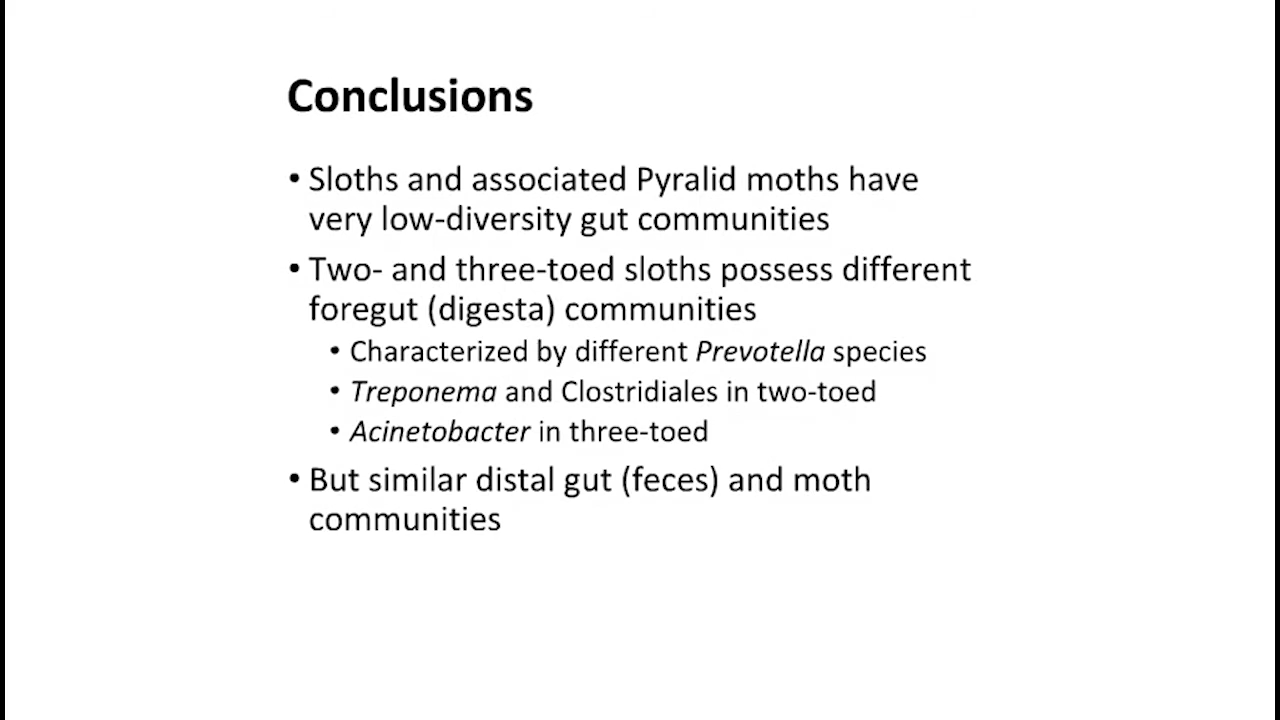 Conclusions
• Sloths and associated Pyralid moths have
very low-diversity gut communities
• Two- and three-toed sloths possess different
foregut (digesta) communities
• Characterized by different Prevotella species
• Treponema and Clostridiales in two-toed
• Acinetobacter in three-toed
• But similar distal gut (feces) and moth
communities